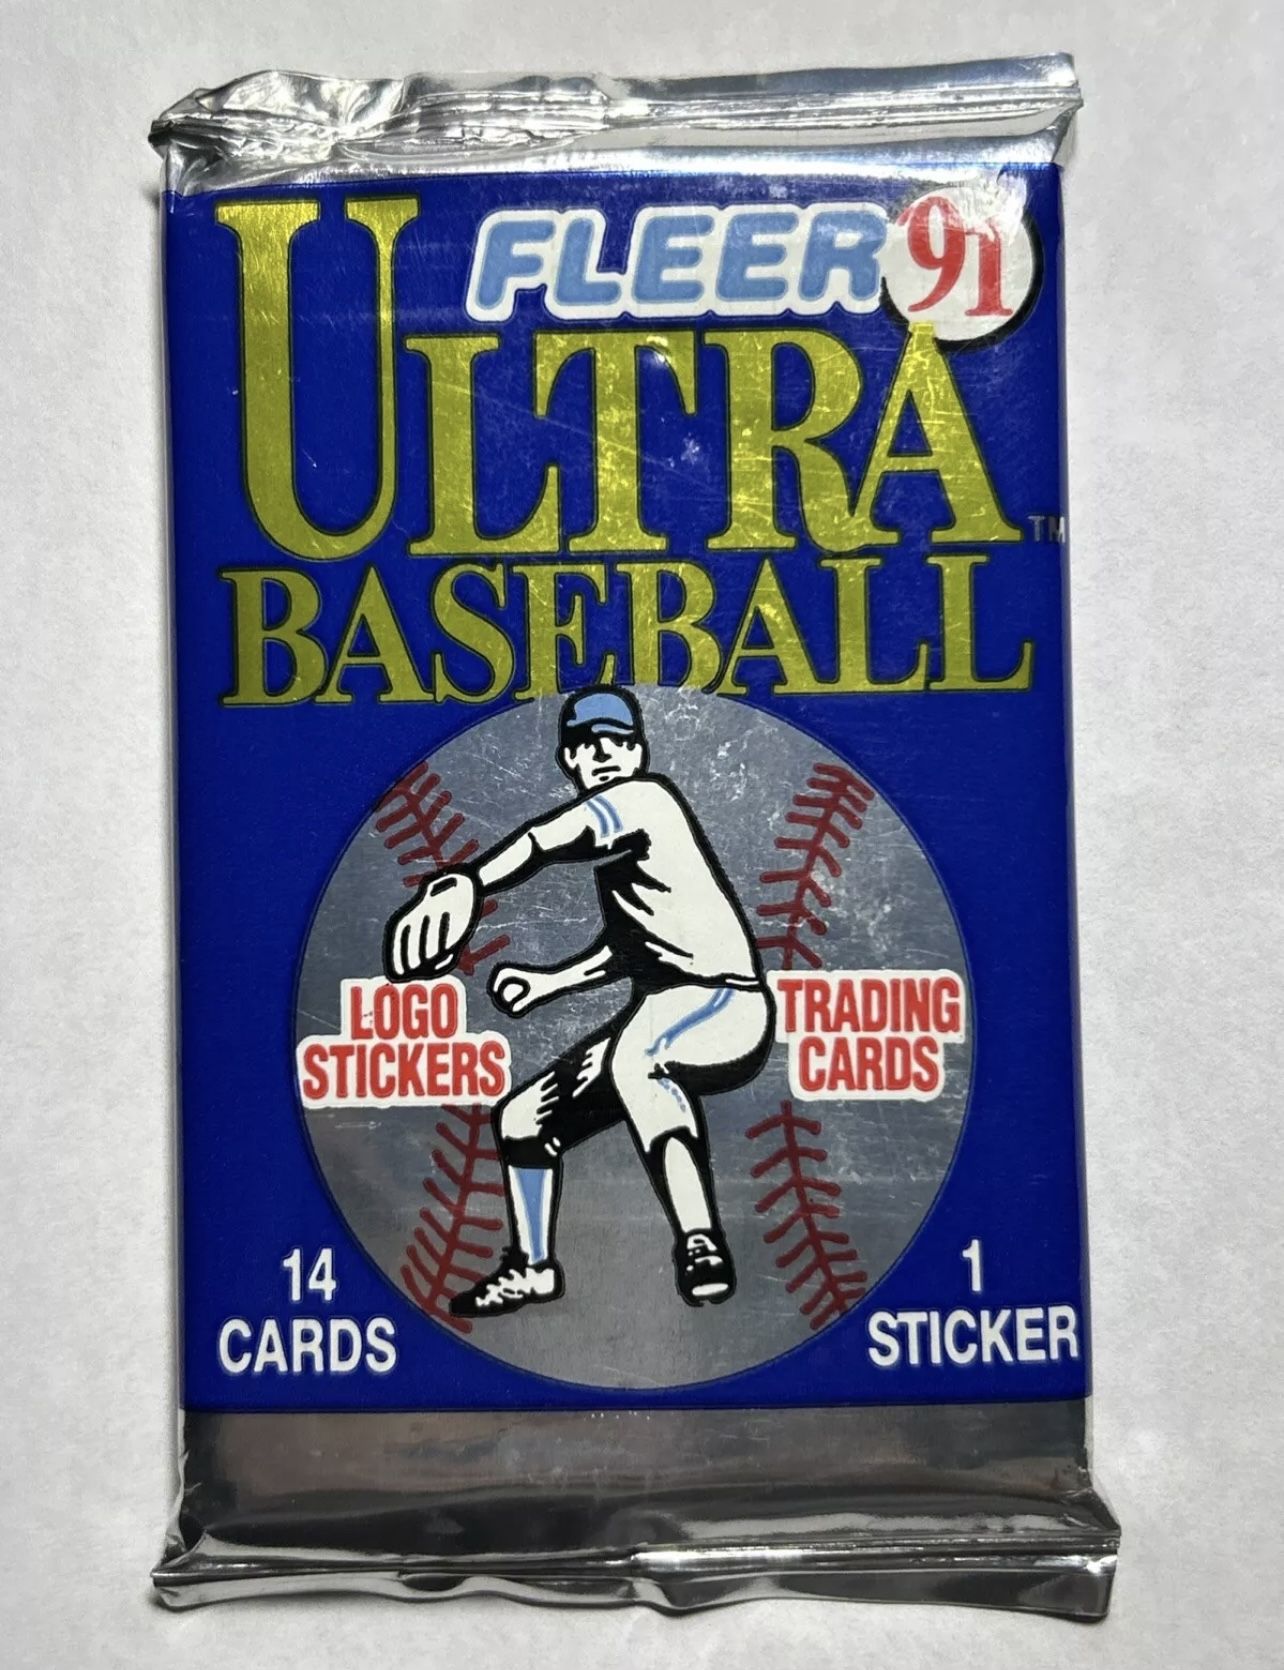 FLEER 91
ULTRA™
BASEBALL
LOGO
STICKERS
TRADING
CARDS
14
CARDS
1
STICKER